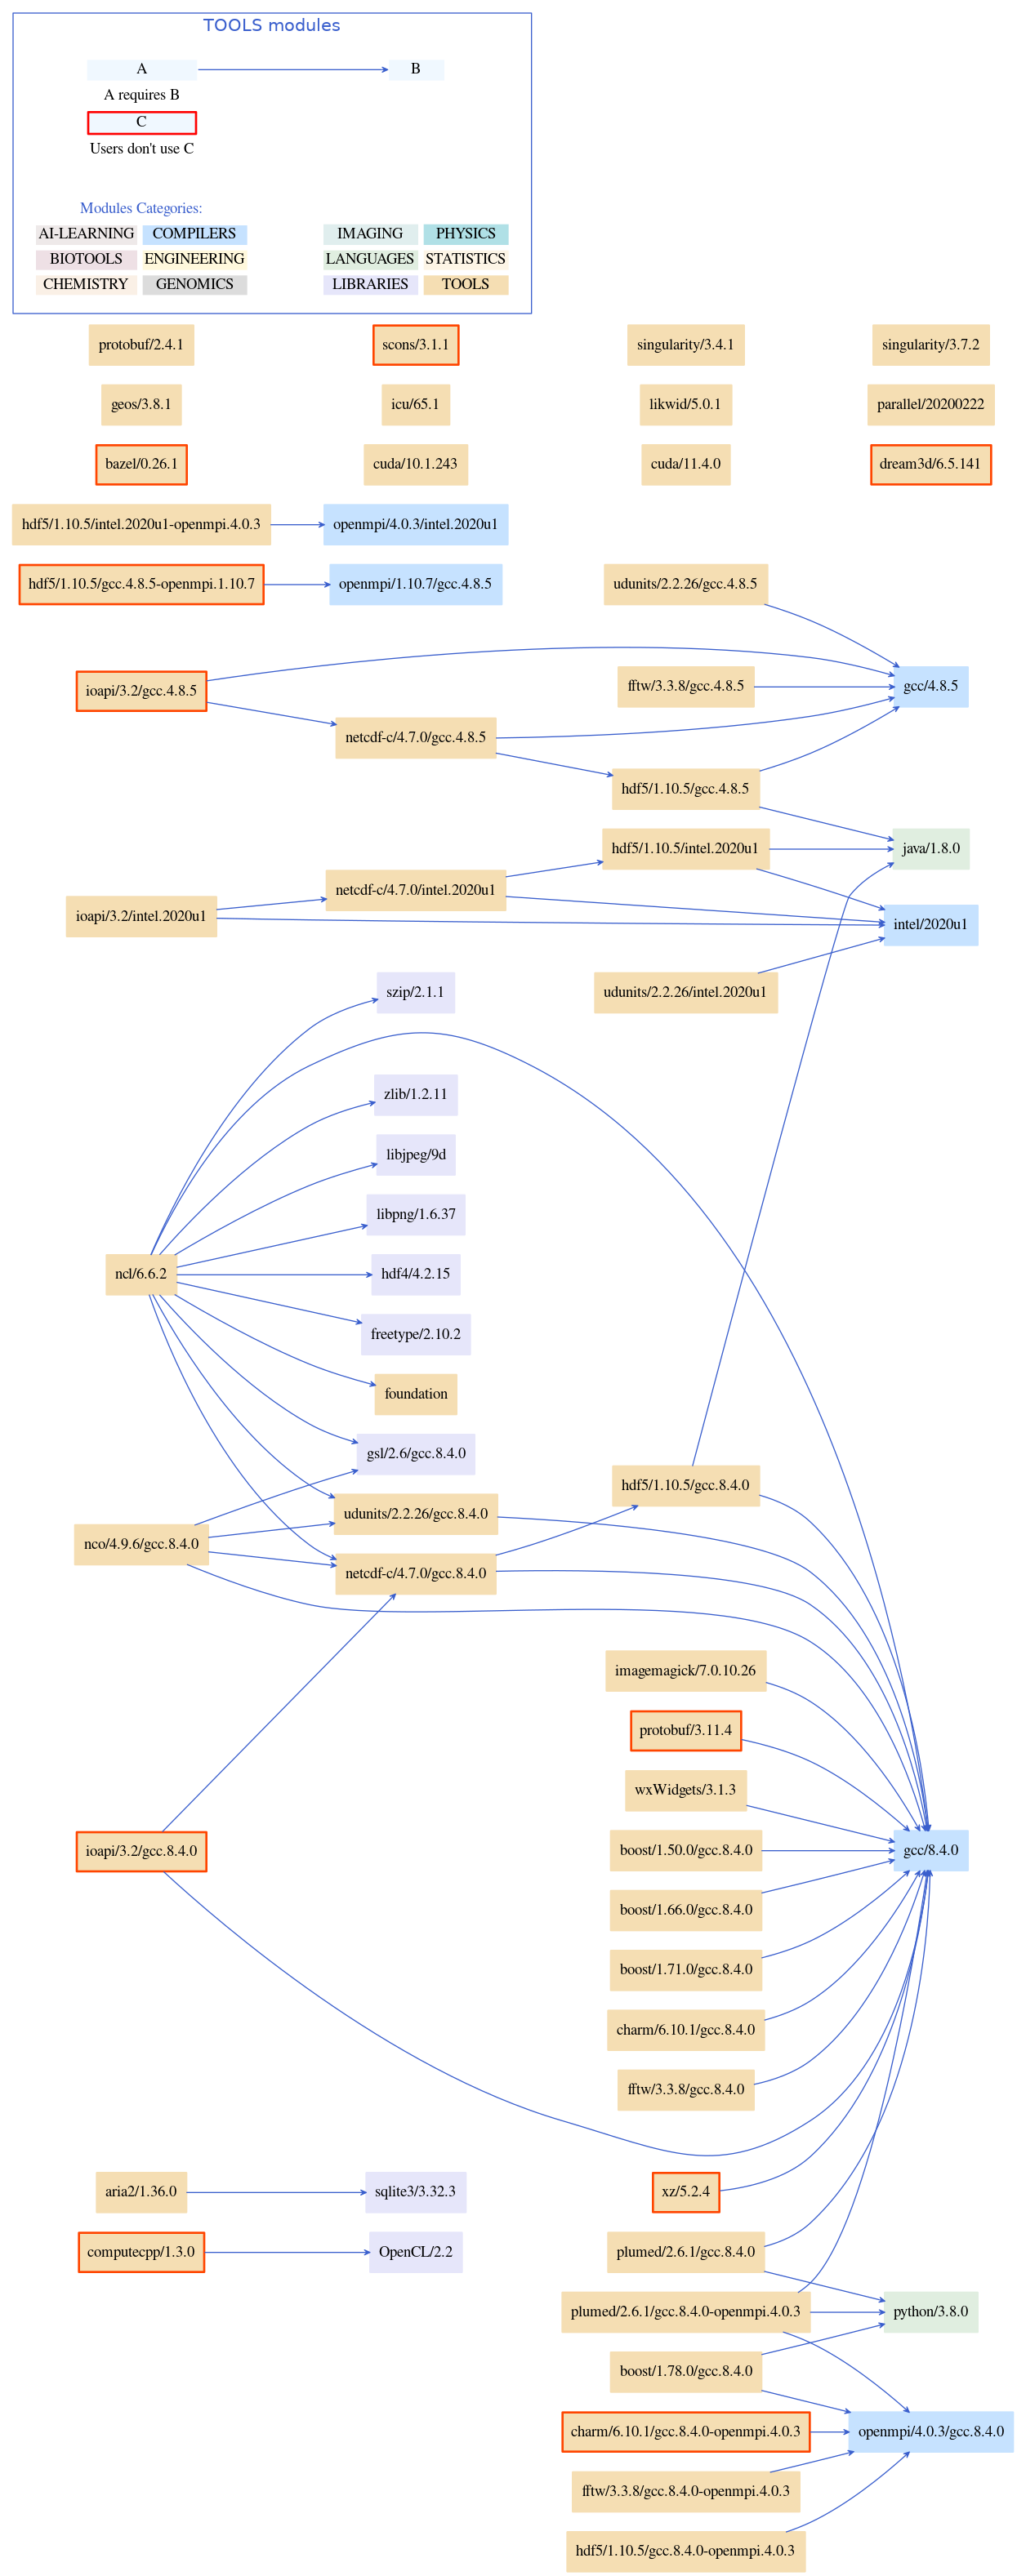 TOOLS modules
A
B
A requires B
C
Users don't use C
Modules Categories:
AI-LEARNING COMPILERS IMAGING PHYSICS
BIOTOOLS ENGINEERING LANGUAGES STATISTICS
CHEMISTRY GENOMICS LIBRARIES TOOLS
protobuf/2.4.1
scons/3.1.1
singularity/3.4.1
singularity/3.7.2
geos/3.8.1
icu/65.1
likwid/5.0.1
parallel/20200222
bazel/0.26.1
cuda/10.1.243
cuda/11.4.0
dream3d/6.5.141
hdf5/1.10.5/intel.2020u1-openmpi.4.0.3
openmpi/4.0.3/intel.2020u1
hdf5/1.10.5/gcc.4.8.5-openmpi.1.10.7
openmpi/1.10.7/gcc.4.8.5
udunits/2.2.26/gcc.4.8.5
ioapi/3.2/gcc.4.8.5
fftw/3.3.8/gcc.4.8.5
gcc/4.8.5
netcdf-c/4.7.0/gcc.4.8.5
hdf5/1.10.5/gcc.4.8.5
hdf5/1.10.5/intel.2020u1
java/1.8.0
netcdf-c/4.7.0/intel.2020u1
ioapi/3.2/intel.2020u1
intel/2020u1
szip/2.1.1
udunits/2.2.26/intel.2020u1
zlib/1.2.11
libjpeg/9d
libpng/1.6.37
ncl/6.6.2
hdf4/4.2.15
freetype/2.10.2
foundation
gsl/2.6/gcc.8.4.0
hdf5/1.10.5/gcc.8.4.0
udunits/2.2.26/gcc.8.4.0
nco/4.9.6/gcc.8.4.0
netcdf-c/4.7.0/gcc.8.4.0
imagemagick/7.0.10.26
protobuf/3.11.4
wxWidgets/3.1.3
ioapi/3.2/gcc.8.4.0
boost/1.50.0/gcc.8.4.0
gcc/8.4.0
boost/1.66.0/gcc.8.4.0
boost/1.71.0/gcc.8.4.0
charm/6.10.1/gcc.8.4.0
fftw/3.3.8/gcc.8.4.0
aria2/1.36.0
sqlite3/3.32.3
xz/5.2.4
computecpp/1.3.0
OpenCL/2.2
plumed/2.6.1/gcc.8.4.0
plumed/2.6.1/gcc.8.4.0-openmpi.4.0.3
python/3.8.0
boost/1.78.0/gcc.8.4.0
charm/6.10.1/gcc.8.4.0-openmpi.4.0.3
openmpi/4.0.3/gcc.8.4.0
fftw/3.3.8/gcc.8.4.0-openmpi.4.0.3
hdf5/1.10.5/gcc.8.4.0-openmpi.4.0.3